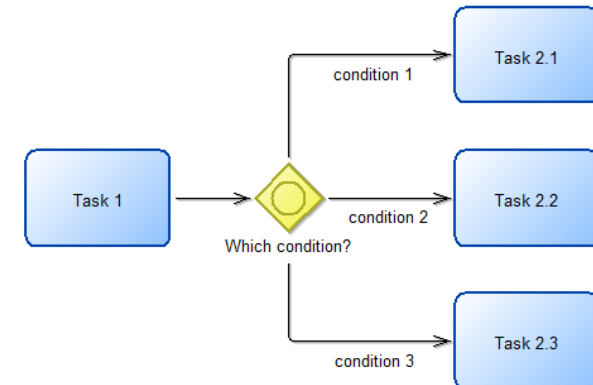 Task 2.1
condition 1
Task 1
Task 2.2
condition 2
Which condition?
Task 2.3
condition 3